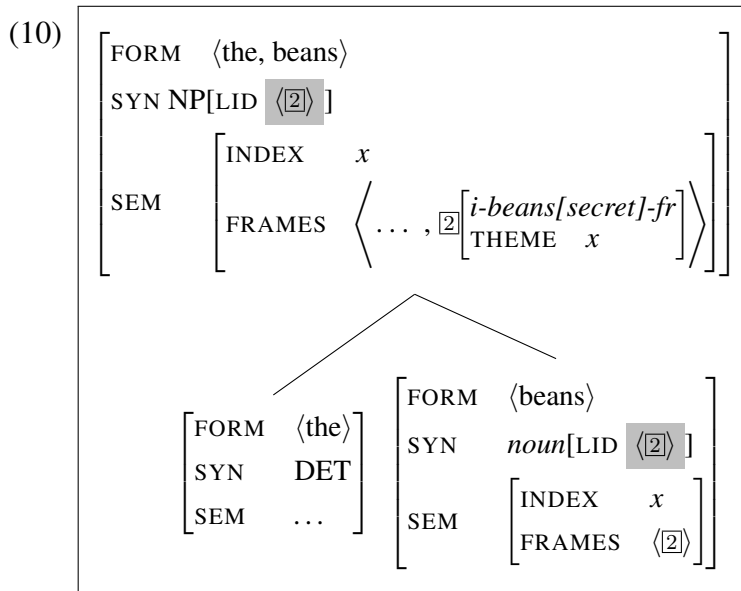 (10)
FORM ⟨the, beans⟩
SYN NP[LID ⟨2⟩ ]
SEM
INDEX x
FRAMES ⟨ . . . , 2 [ i-beans[secret]-fr
THEME x ] ⟩
FORM ⟨the⟩
SYN DET
SEM . . .
FORM ⟨beans⟩
SYN noun[LID ⟨2⟩ ]
SEM
INDEX x
FRAMES ⟨2⟩